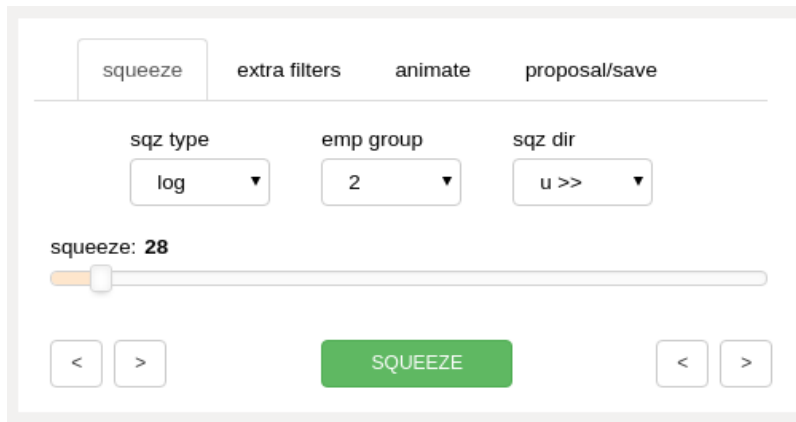 squeeze extra filters animate proposal/save
sqz type emp group sqz dir
log ▼ 2 ▼ u >> ▼
squeeze: 28
< > SQUEEZE < >